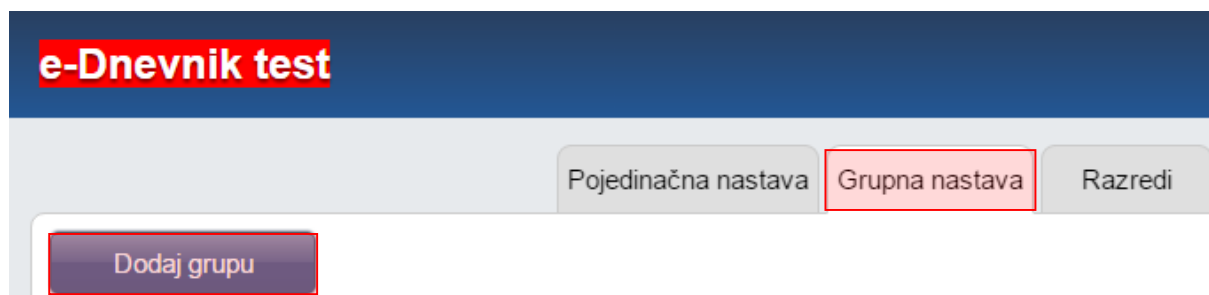 e-Dnevnik test
Pojedinačna nastava Grupna nastava Razredi
Dodaj grupu